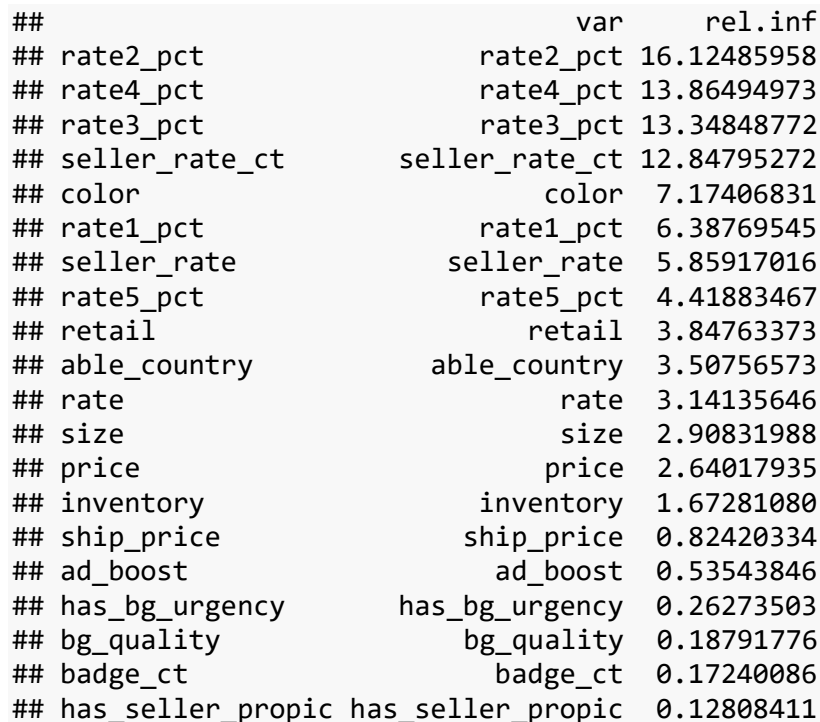 ##                                     var     rel.inf
## rate2_pct                     rate2_pct 16.12485958
## rate4_pct                     rate4_pct 13.86494973
## rate3_pct                     rate3_pct 13.34848772
## seller_rate_ct           seller_rate_ct 12.84795272
## color                             color  7.17406831
## rate1_pct                     rate1_pct  6.38769545
## seller_rate                 seller_rate  5.85917016
## rate5_pct                     rate5_pct  4.41883467
## retail                           retail  3.84763373
## able_country               able_country  3.50756573
## rate                               rate  3.14135646
## size                               size  2.90831988
## price                             price  2.64017935
## inventory                     inventory  1.67281080
## ship_price                   ship_price  0.82420334
## ad_boost                       ad_boost  0.53543846
## has_bg_urgency           has_bg_urgency  0.26273503
## bg_quality                   bg_quality  0.18791776
## badge_ct                       badge_ct  0.17240086
## has_seller_propic has_seller_propic  0.12808411